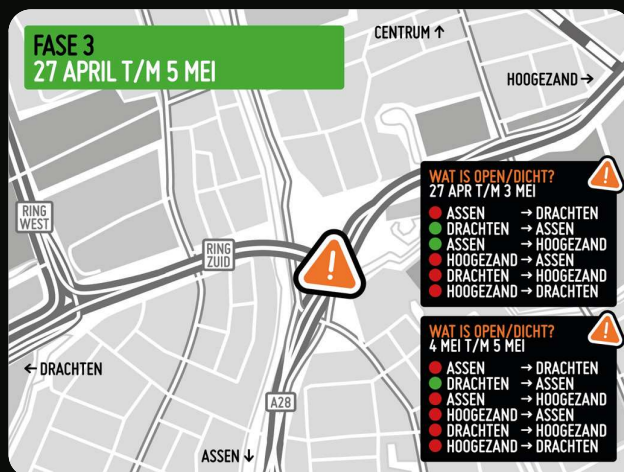 FASE 3
27 APRIL T/M 5 MEI
CENTRUM ↑
HOOGEZAND →
RING
WEST
RING
ZUID
← DRACHTEN
A28
ASSEN ↓
WAT IS OPEN/DICHT?
27 APR T/M 3 MEI
ASSEN → DRACHTEN
DRACHTEN → ASSEN
ASSEN → HOOGEZAND
HOOGEZAND → ASSEN
DRACHTEN → HOOGEZAND
HOOGEZAND → DRACHTEN
WAT IS OPEN/DICHT?
4 MEI T/M 5 MEI
ASSEN → DRACHTEN
DRACHTEN → ASSEN
ASSEN → HOOGEZAND
HOOGEZAND → ASSEN
DRACHTEN → HOOGEZAND
HOOGEZAND → DRACHTEN